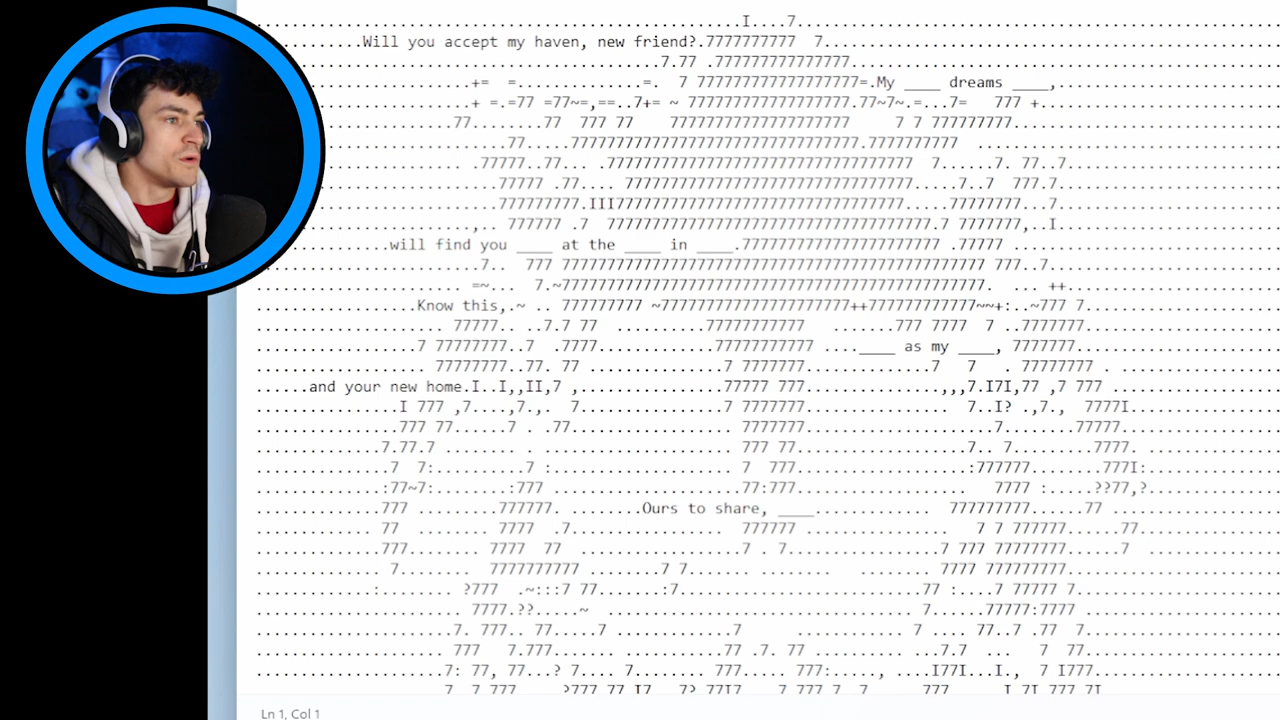 Will you accept my haven, new friend?
My ____ dreams ____,
will find you ____ at the ____ in ____.
Know this,
____ as my ____,
and your new home.
Ours to share, ____
Ln 1, Col 1